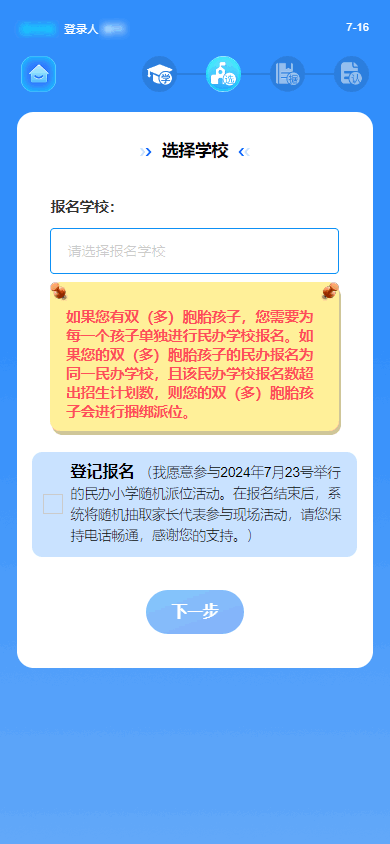 登录人
7-16
学
选
认
选择学校
报名学校：
请选择报名学校
如果您有双（多）胞胎孩子，您需要为
每一个孩子单独进行民办学校报名。如
果您的双（多）胞胎孩子的民办报名为
同一民办学校，且该民办学校报名数超
出招生计划数，则您的双（多）胞胎孩
子会进行捆绑派位。
登记报名（我愿意参与2024年7月23号举行
的民办小学随机派位活动。在报名结束后，系
统将随机抽取家长代表参与现场活动，请您保
持电话畅通，感谢您的支持。）
下一步